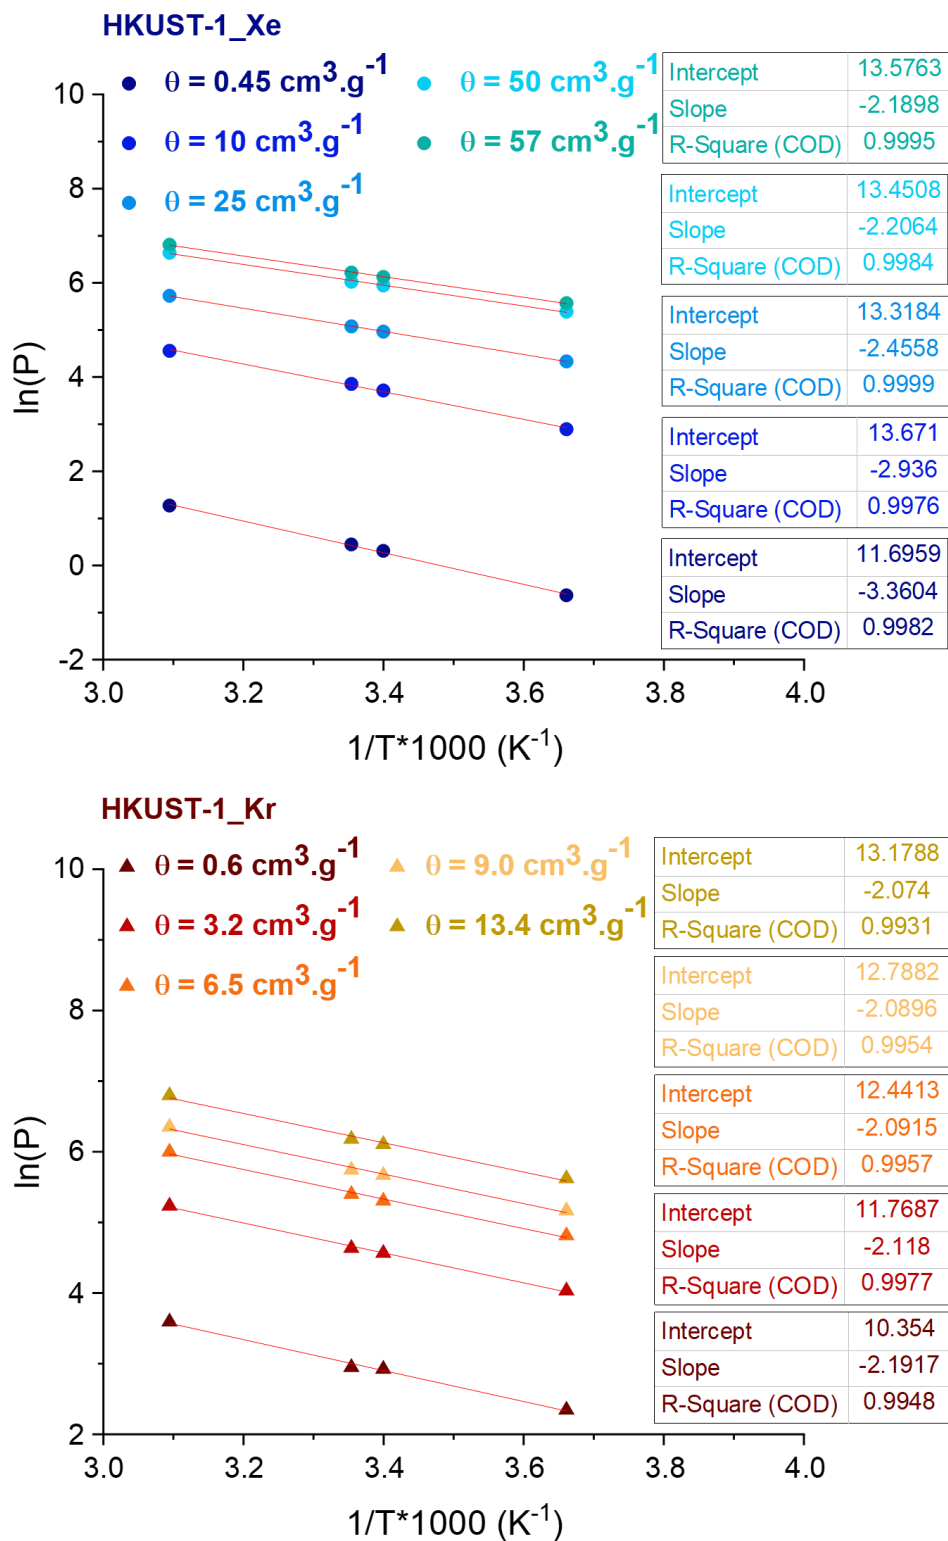 HKUST-1_Xe
θ = 0.45 cm³.g⁻¹
θ = 10 cm³.g⁻¹
θ = 25 cm³.g⁻¹
θ = 50 cm³.g⁻¹
θ = 57 cm³.g⁻¹
Intercept 13.5763
Slope -2.1898
R-Square (COD) 0.9995
Intercept 13.4508
Slope -2.2064
R-Square (COD) 0.9984
Intercept 13.3184
Slope -2.4558
R-Square (COD) 0.9999
Intercept 13.671
Slope -2.936
R-Square (COD) 0.9976
Intercept 11.6959
Slope -3.3604
R-Square (COD) 0.9982
ln(P)
10
8
6
4
2
0
-2
3.0 3.2 3.4 3.6 3.8 4.0
1/T*1000 (K⁻¹)
HKUST-1_Kr
θ = 0.6 cm³.g⁻¹
θ = 3.2 cm³.g⁻¹
θ = 6.5 cm³.g⁻¹
θ = 9.0 cm³.g⁻¹
θ = 13.4 cm³.g⁻¹
Intercept 13.1788
Slope -2.074
R-Square (COD) 0.9931
Intercept 12.7882
Slope -2.0896
R-Square (COD) 0.9954
Intercept 12.4413
Slope -2.0915
R-Square (COD) 0.9957
Intercept 11.7687
Slope -2.118
R-Square (COD) 0.9977
Intercept 10.354
Slope -2.1917
R-Square (COD) 0.9948
ln(P)
10
8
6
4
2
3.0 3.2 3.4 3.6 3.8 4.0
1/T*1000 (K⁻¹)